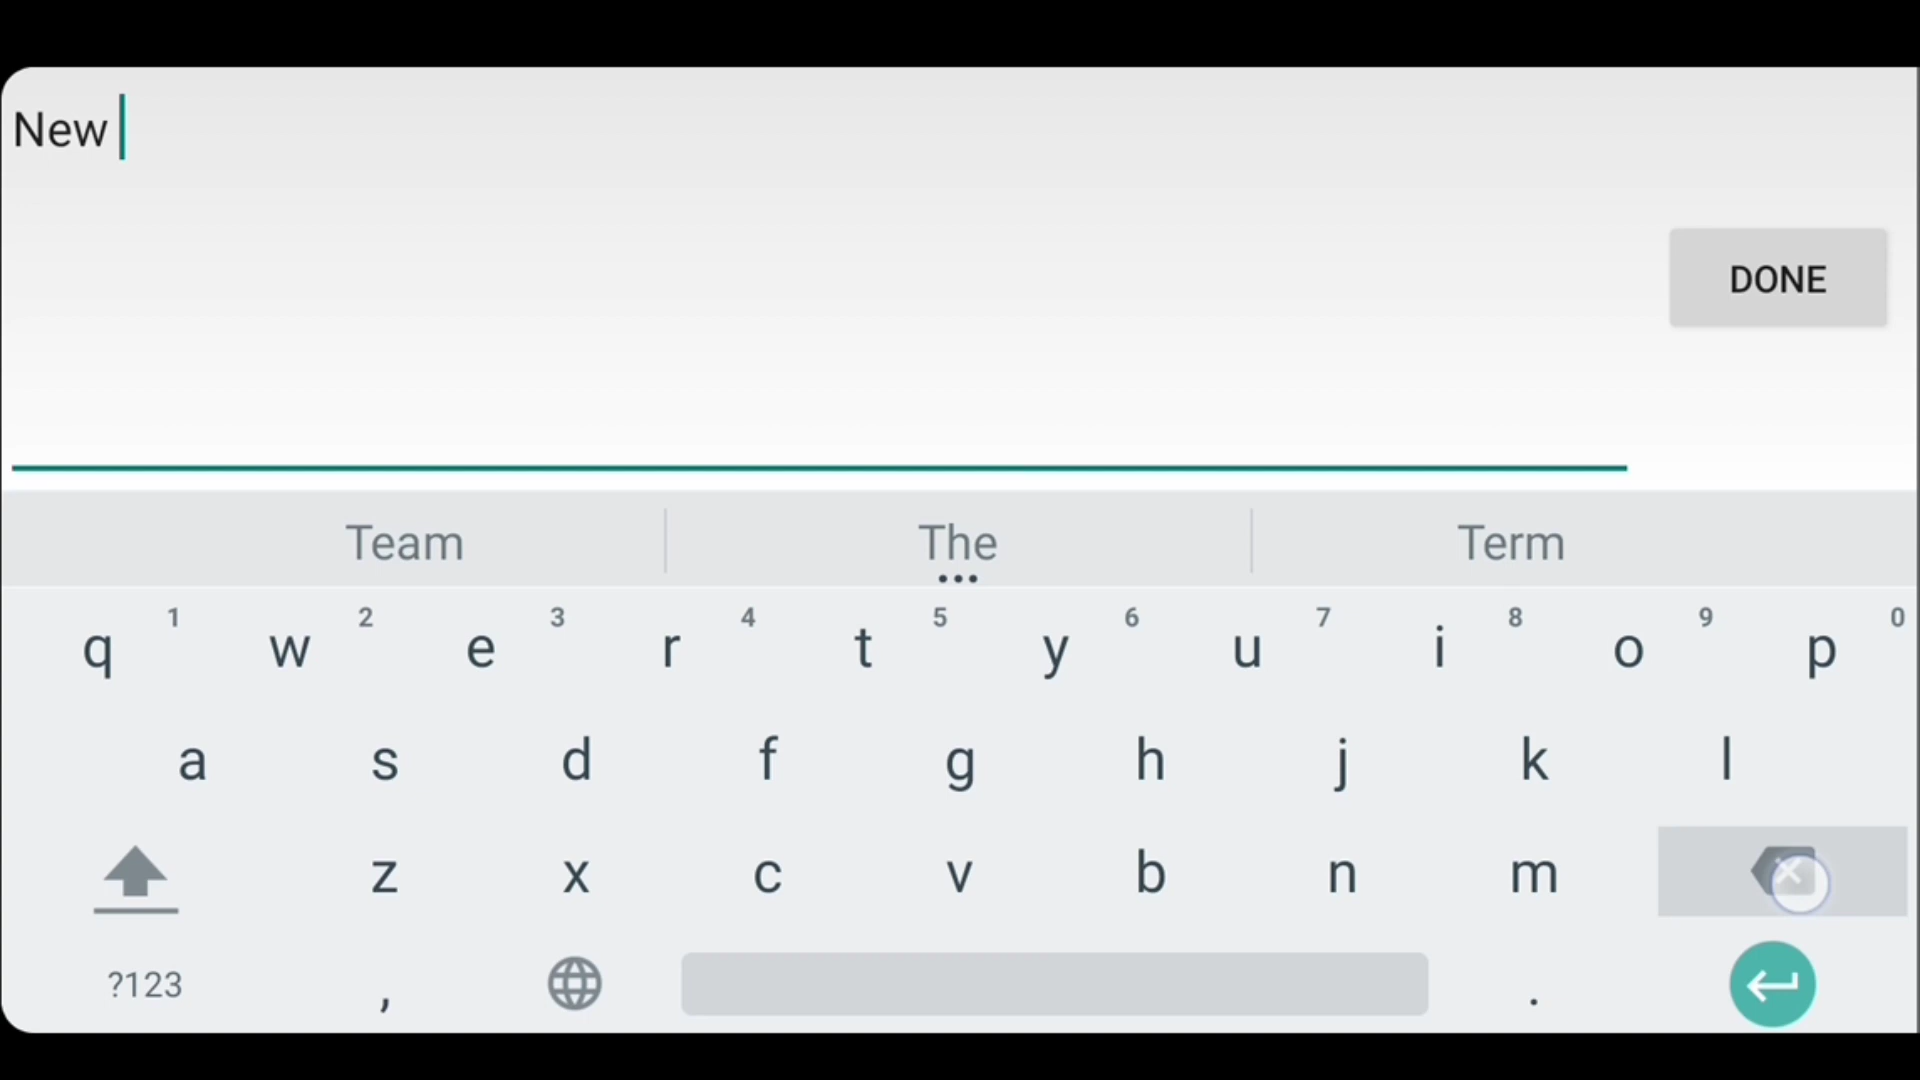 New
DONE
Team The Term
q 1 w 2 e 3 r 4 t 5 y 6 u 7 i 8 o 9 p 0
a s d f g h j k l
z x c v b n m
?123 , .